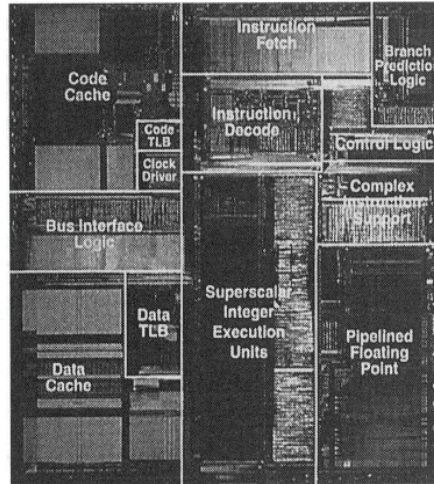 Code
Cache
Code
TLB
Clock
Driver
Instruction
Fetch
Branch
Prediction
Logic
Instruction
Decode
Control Logic
Complex
Instruction
Support
Bus Interface
Logic
Data
TLB
Data
Cache
Superscalar
Integer
Execution
Units
Pipelined
Floating
Point